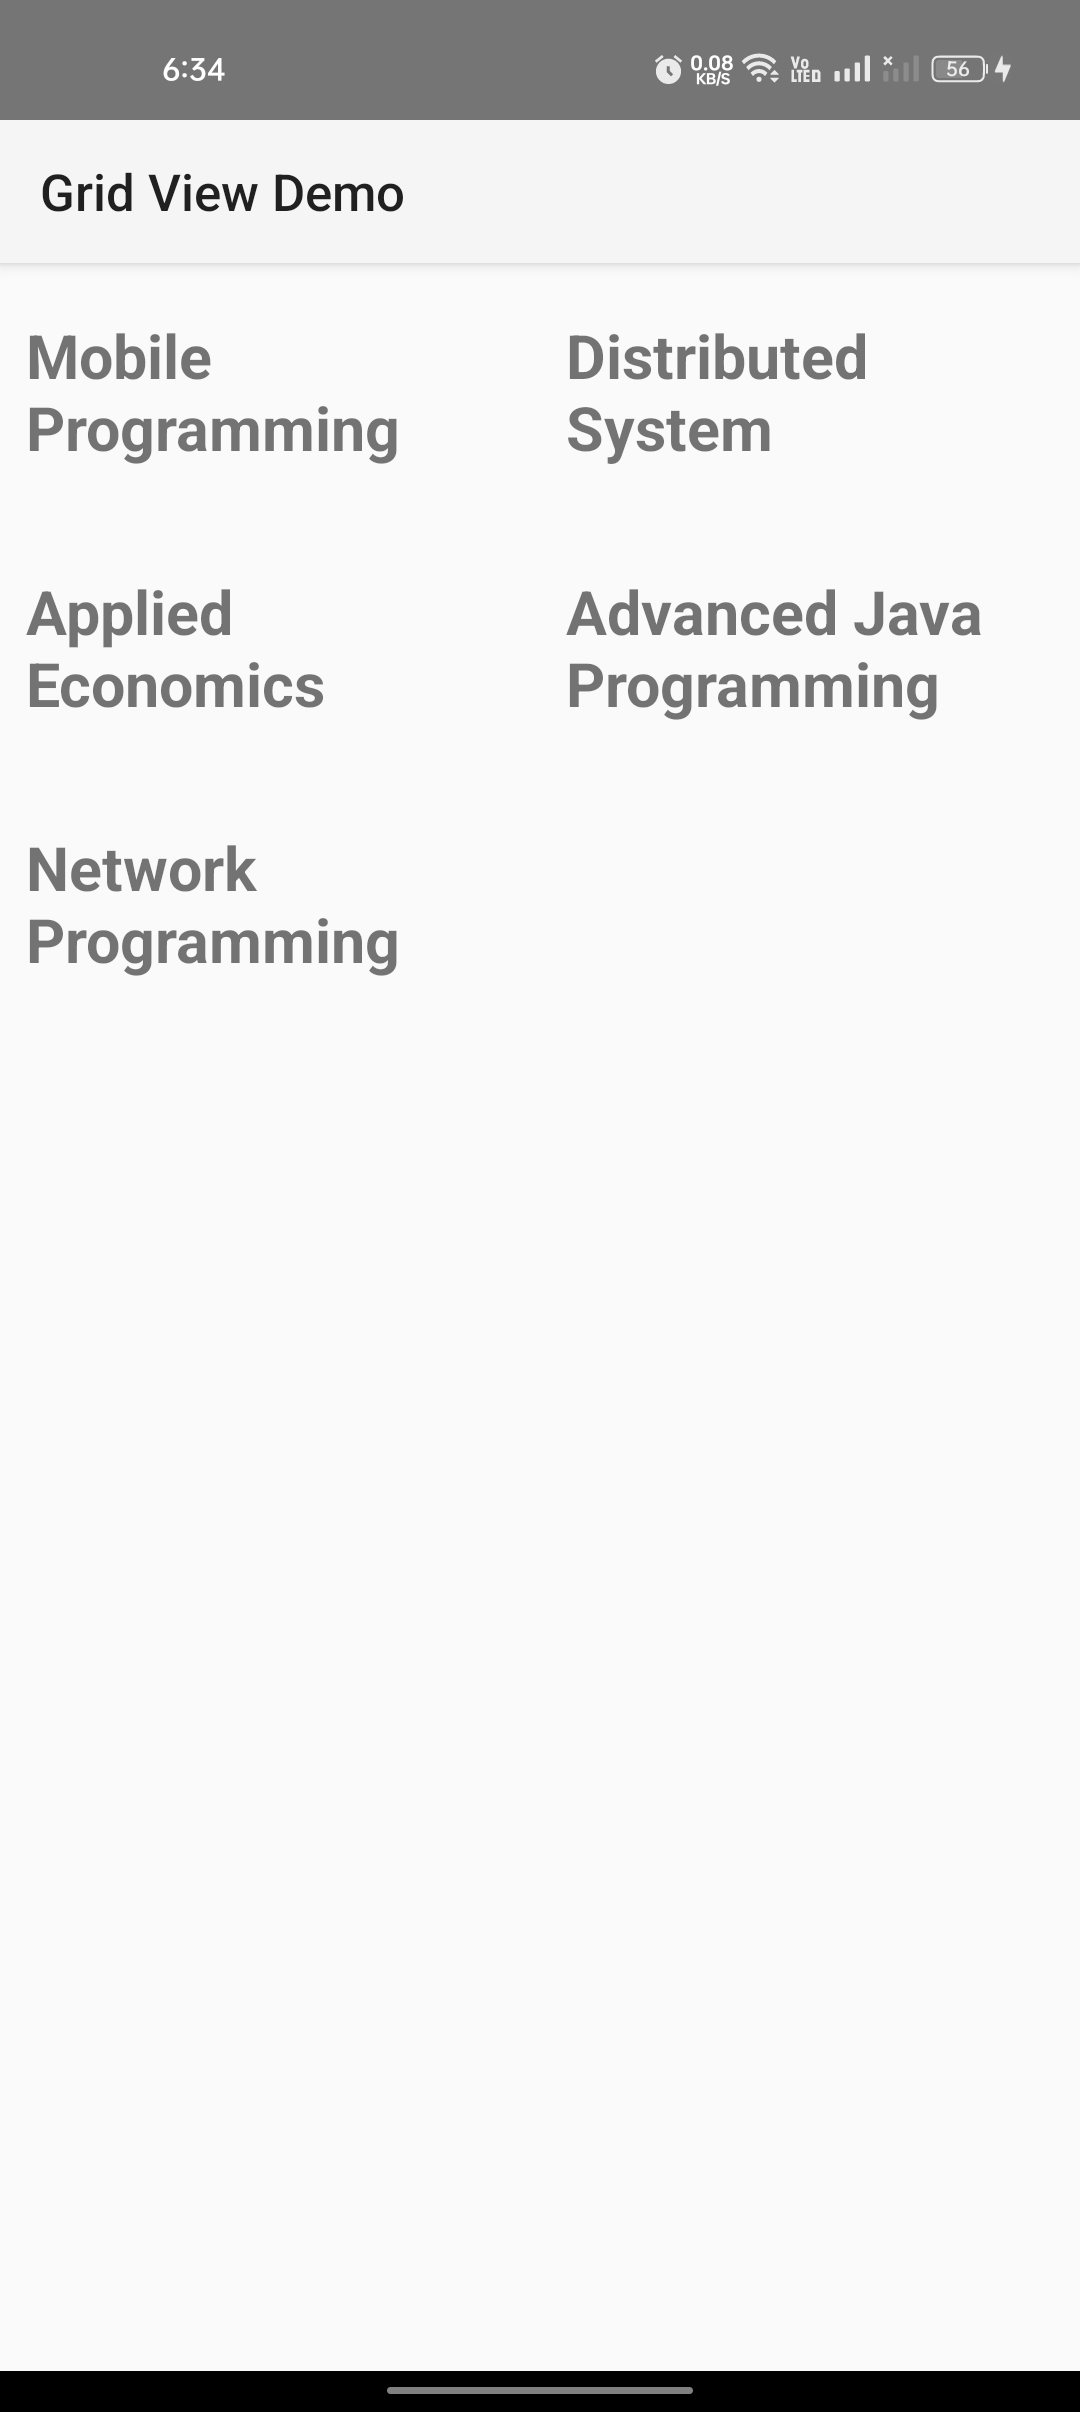 6:34
0.08
KB/S
Vo
LTE D
56
Grid View Demo
Mobile
Programming
Distributed
System
Applied
Economics
Advanced Java
Programming
Network
Programming